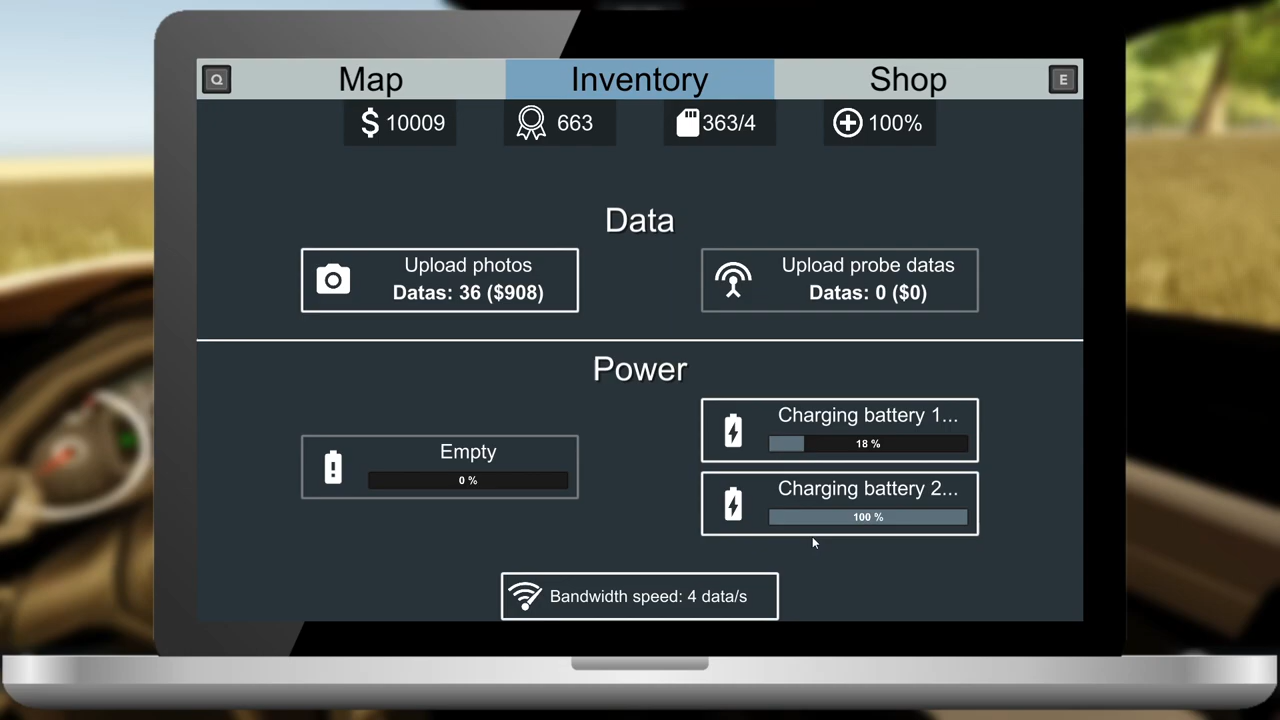 Q
Map
Inventory
Shop
E
$ 10009
663
363/4
100%
Data
Upload photos
Datas: 36 ($908)
Upload probe datas
Datas: 0 ($0)
Power
Empty
0 %
Charging battery 1...
18 %
Charging battery 2...
100 %
Bandwidth speed: 4 data/s